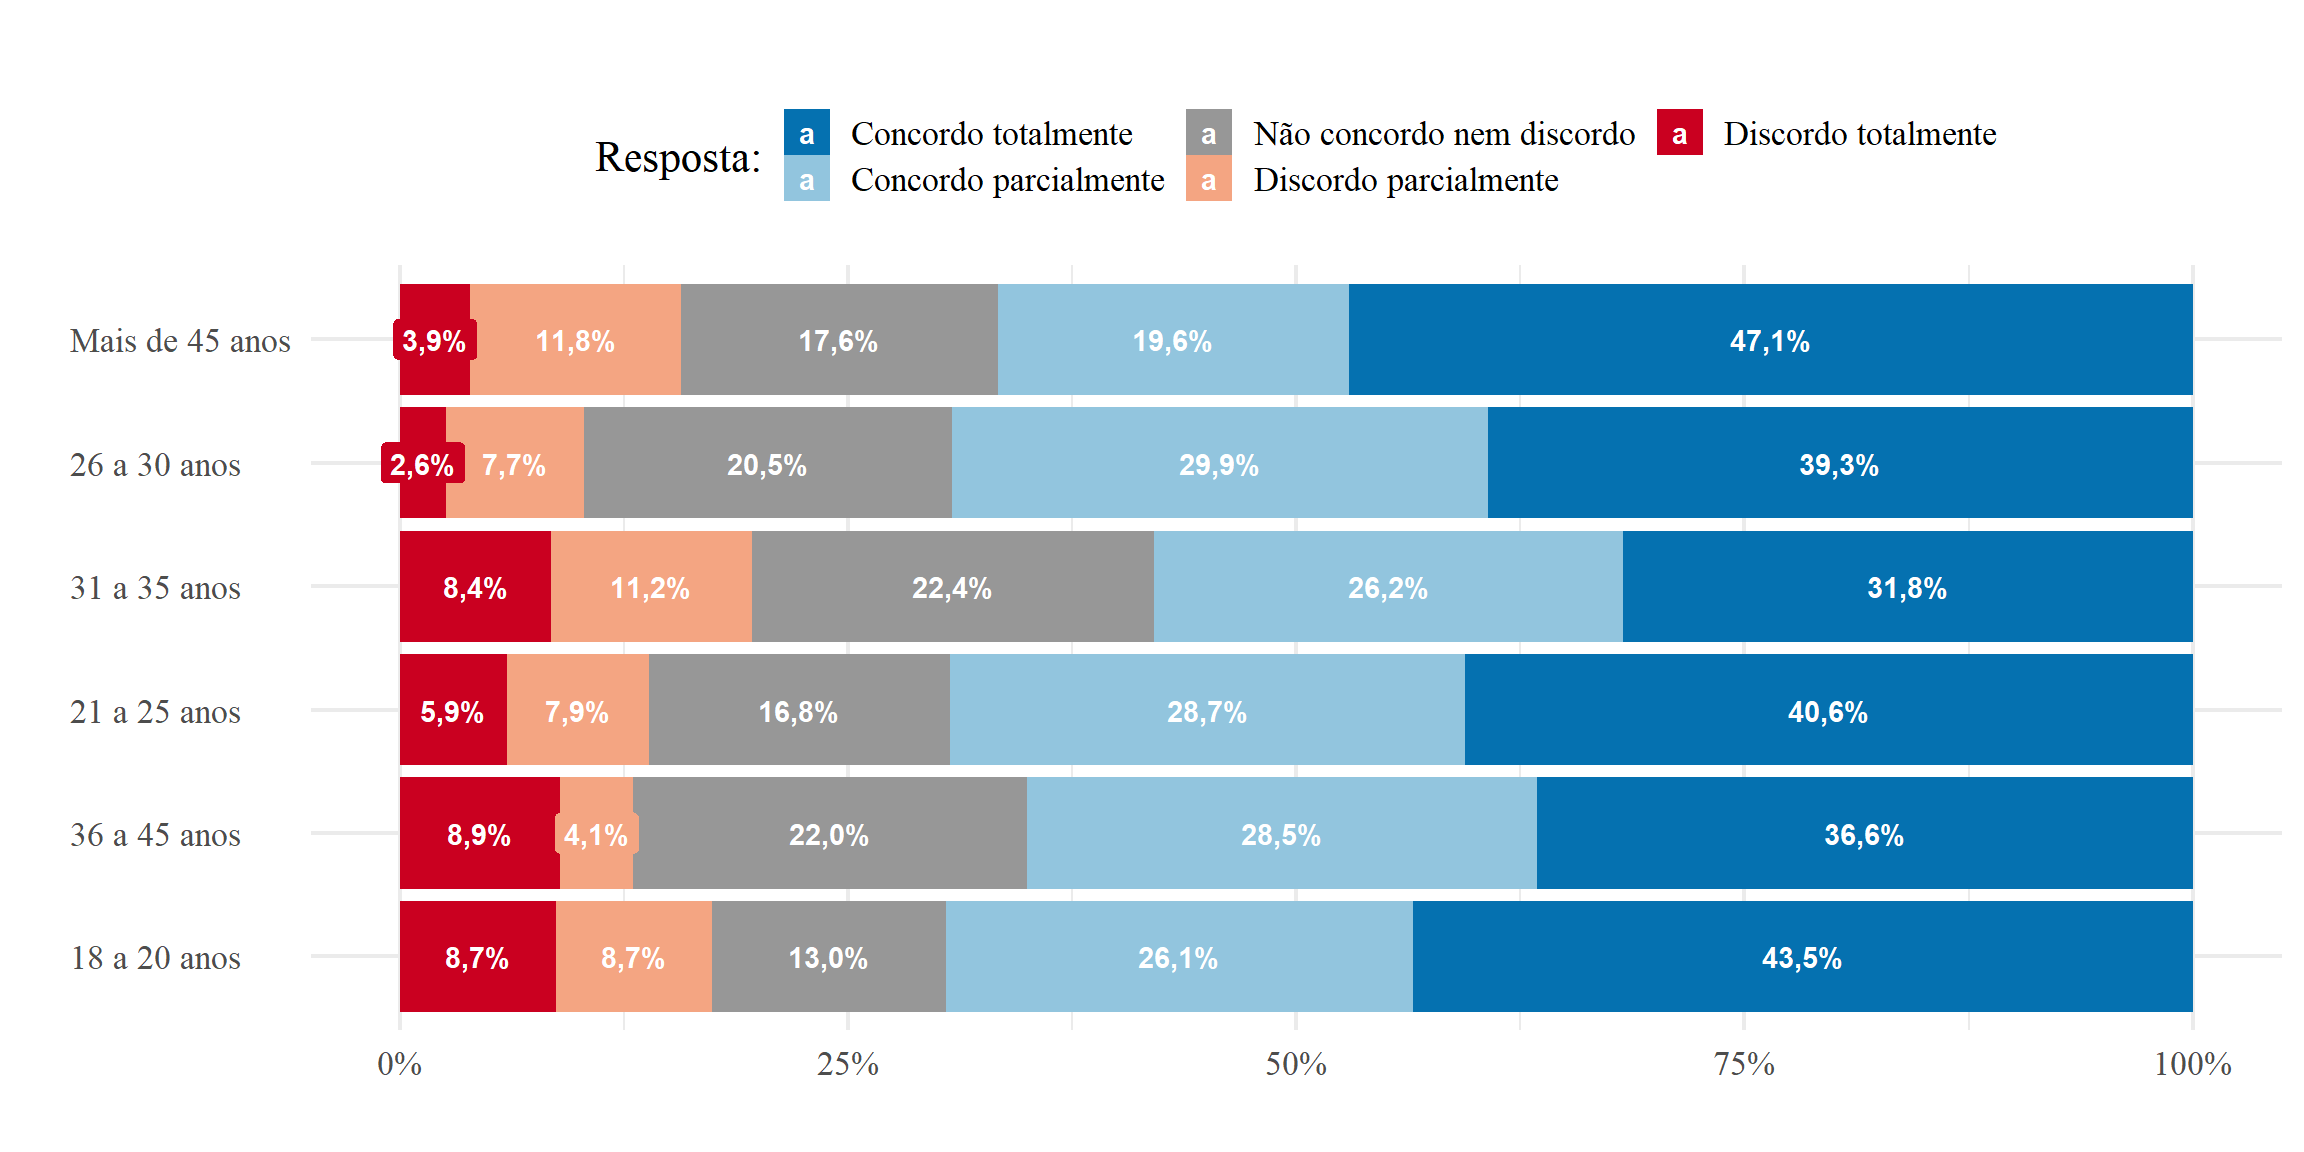 Resposta:
a Concordo totalmente a Não concordo nem discordo a Discordo totalmente
a Concordo parcialmente a Discordo parcialmente
Mais de 45 anos 3,9% 11,8% 17,6% 19,6% 47,1%
26 a 30 anos 2,6% 7,7% 20,5% 29,9% 39,3%
31 a 35 anos 8,4% 11,2% 22,4% 26,2% 31,8%
21 a 25 anos 5,9% 7,9% 16,8% 28,7% 40,6%
36 a 45 anos 8,9% 4,1% 22,0% 28,5% 36,6%
18 a 20 anos 8,7% 8,7% 13,0% 26,1% 43,5%
0% 25% 50% 75% 100%